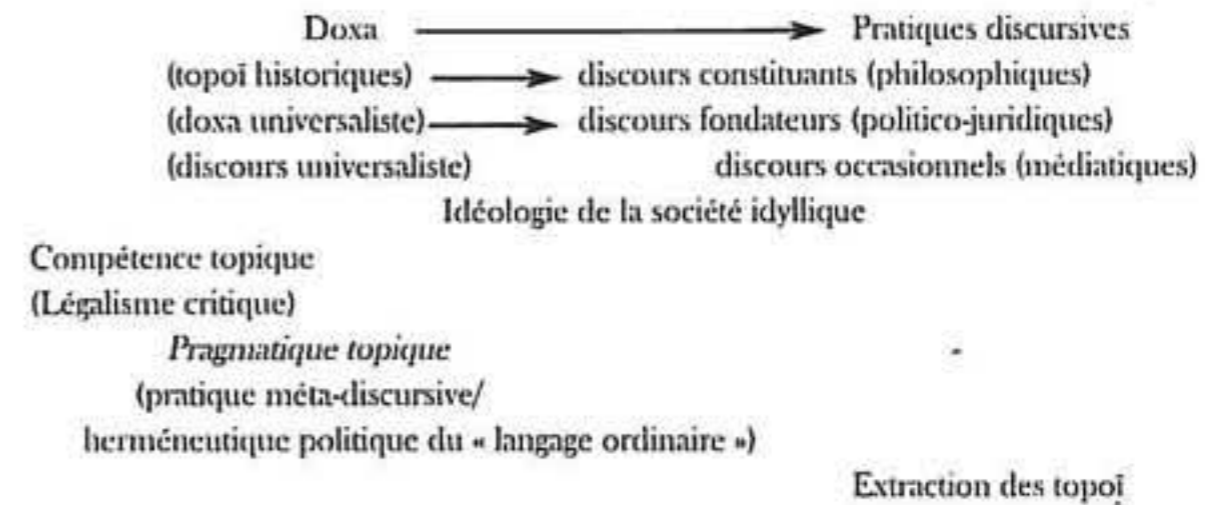 Doxa Pratiques discursives
(topoï historiques) discours constituants (philosophiques)
(doxa universaliste) discours fondateurs (politico-juridiques)
(discours universaliste) discours occasionnels (médiatiques)
Idéologie de la société idyllique
Compétence topique
(Légalisme critique)
Pragmatique topique
(pratique méta-discursive/
herméneutique politique du « langage ordinaire »)
Extraction des topoï